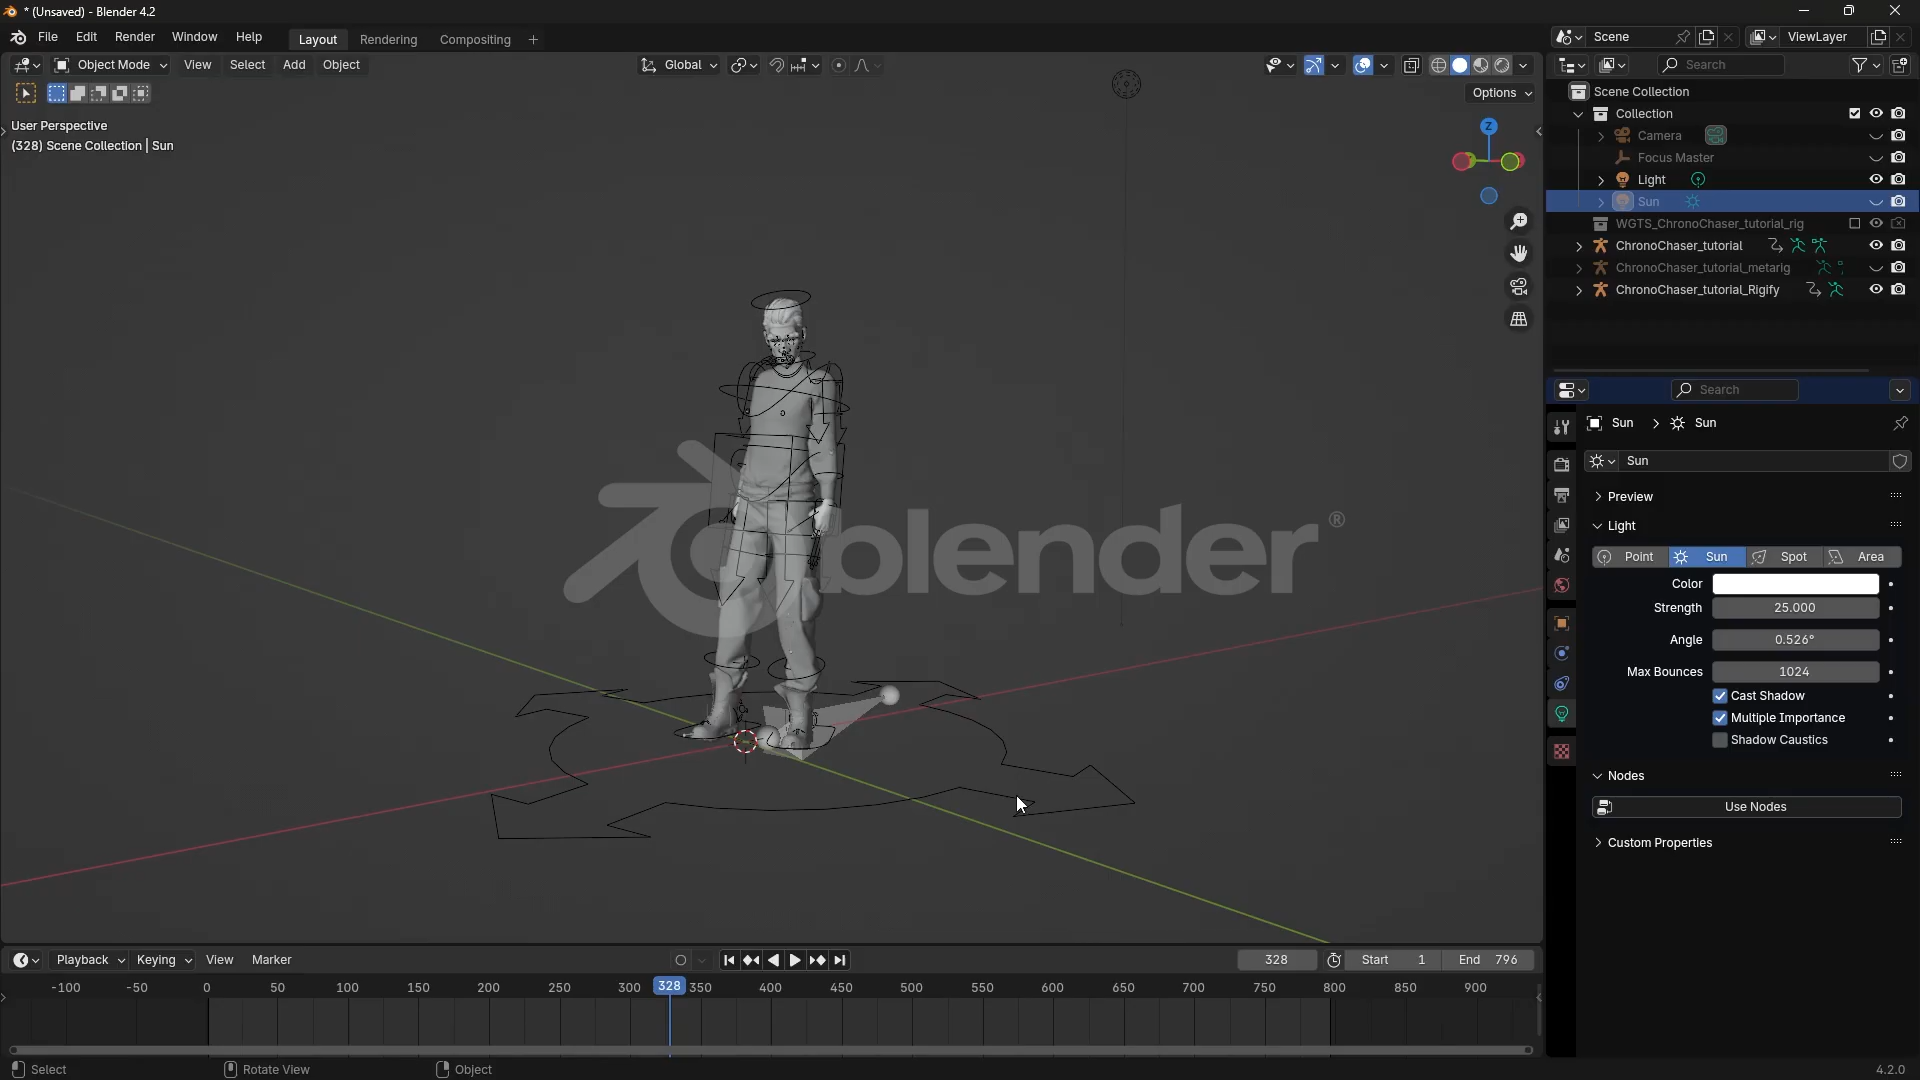 * (Unsaved) - Blender 4.2
File Edit Render Window Help Layout Rendering Compositing + Scene ViewLayer
Object Mode View Select Add Object Global Search
Options
User Perspective
(328) Scene Collection | Sun
Z
Scene Collection
Collection
Camera
Focus Master
Light
Sun
WGTS_ChronoChaser_tutorial_rig
ChronoChaser_tutorial
ChronoChaser_tutorial_metarig
ChronoChaser_tutorial_Rigify
Search
Sun > Sun
Sun
Preview
Light
Point Sun Spot Area
Color
Strength 25.000
Angle 0.526°
Max Bounces 1024
Cast Shadow
Multiple Importance
Shadow Caustics
Nodes
Use Nodes
Custom Properties
blender®
Playback Keying View Marker 328 Start 1 End 796
-100 -50 0 50 100 150 200 250 300 328 350 400 450 500 550 600 650 700 750 800 850 900
Select Rotate View Object 4.2.0